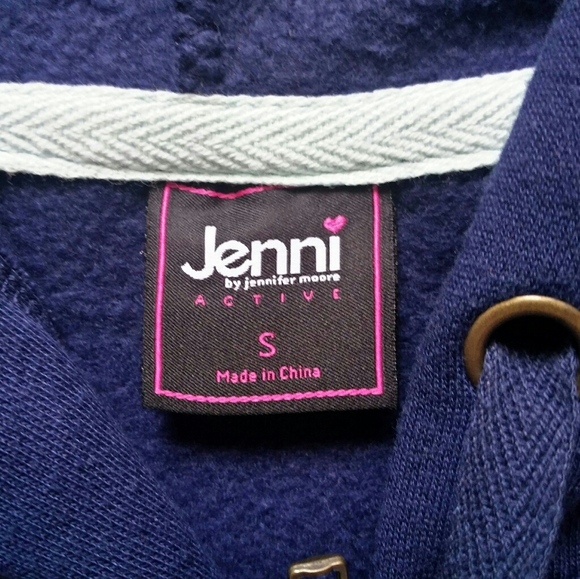 Jenni
by jennifer moore
ACTIVE
S
Made in China